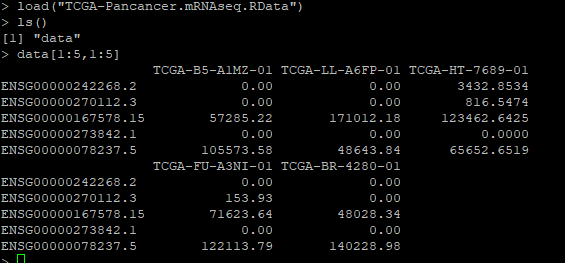 > load("TCGA-Pancancer.mRNAseq.RData")
> ls()
[1] "data"
> data[1:5,1:5]
TCGA-B5-A1MZ-01 TCGA-LL-A6FP-01 TCGA-HT-7689-01
ENSG00000242268.2 0.00 0.00 3432.8534
ENSG00000270112.3 0.00 0.00 816.5474
ENSG00000167578.15 57285.22 171012.18 123462.6425
ENSG00000273842.1 0.00 0.00 0.0000
ENSG00000078237.5 105573.58 48643.84 65652.6519
TCGA-FU-A3NI-01 TCGA-BR-4280-01
ENSG00000242268.2 0.00 0.00
ENSG00000270112.3 153.93 0.00
ENSG00000167578.15 71623.64 48028.34
ENSG00000273842.1 0.00 0.00
ENSG00000078237.5 122113.79 140228.98
>